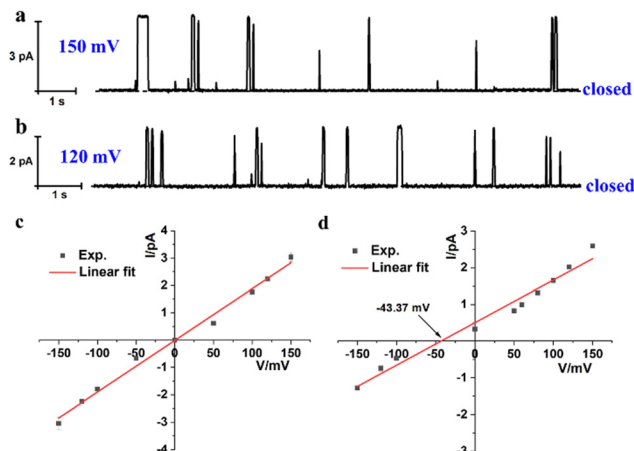 a
150 mV
3 pA
1 s
closed
b
120 mV
2 pA
1 s
closed
c
I/pA
4
3
2
1
0
-1
-2
-3
-4
Exp.
Linear fit
-150 -100 -50 0 50 100 150
V/mV
d
I/pA
3
2
1
-1
-2
-3
Exp.
Linear fit
-43.37 mV
-150 -100 -50 0 50 100 150
V/mV